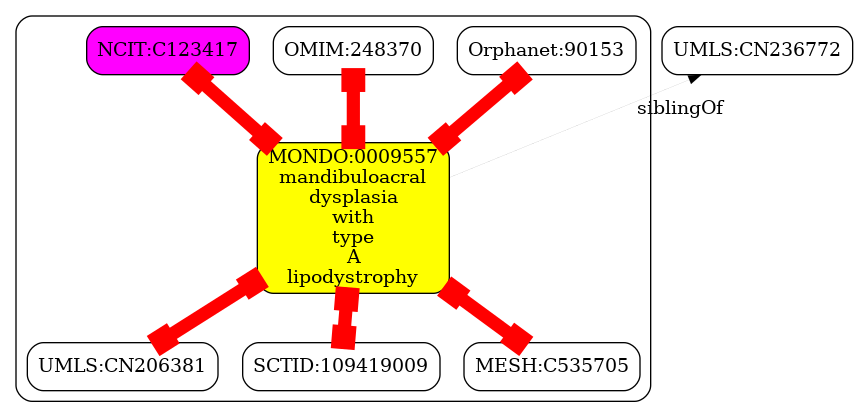 NCIT:C123417
OMIM:248370
Orphanet:90153
UMLS:CN236772
siblingOf
MONDO:0009557
mandibuloacral
dysplasia
with
type
A
lipodystrophy
UMLS:CN206381
SCTID:109419009
MESH:C535705